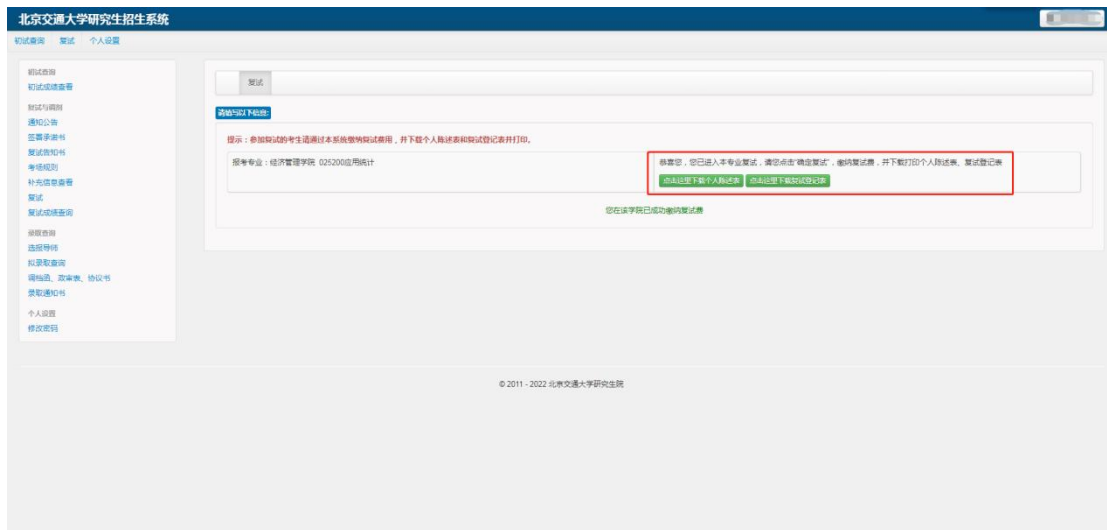 北京交通大学研究生招生系统
初试查询 复试 个人设置
初试查询
初试成绩查看
复试与调剂
通知公告
签署承诺书
复试告知书
考场规则
补充信息查看
复试
复试成绩查询
录取查询
选报导师
拟录取查询
调档函、政审表、协议书
录取通知书
个人设置
修改密码
复试
请填写以下信息:
提示：参加复试的考生请通过本系统缴纳复试费用，并下载个人陈述表和复试登记表并打印。
报考专业：经济管理学院 025200应用统计
恭喜您，您已进入本专业复试，请您点击"确定复试"，缴纳复试费，并下载打印个人陈述表、复试登记表
点击这里下载个人陈述表 点击这里下载复试登记表
您在该学院已成功缴纳复试费
© 2011 - 2022 北京交通大学研究生院